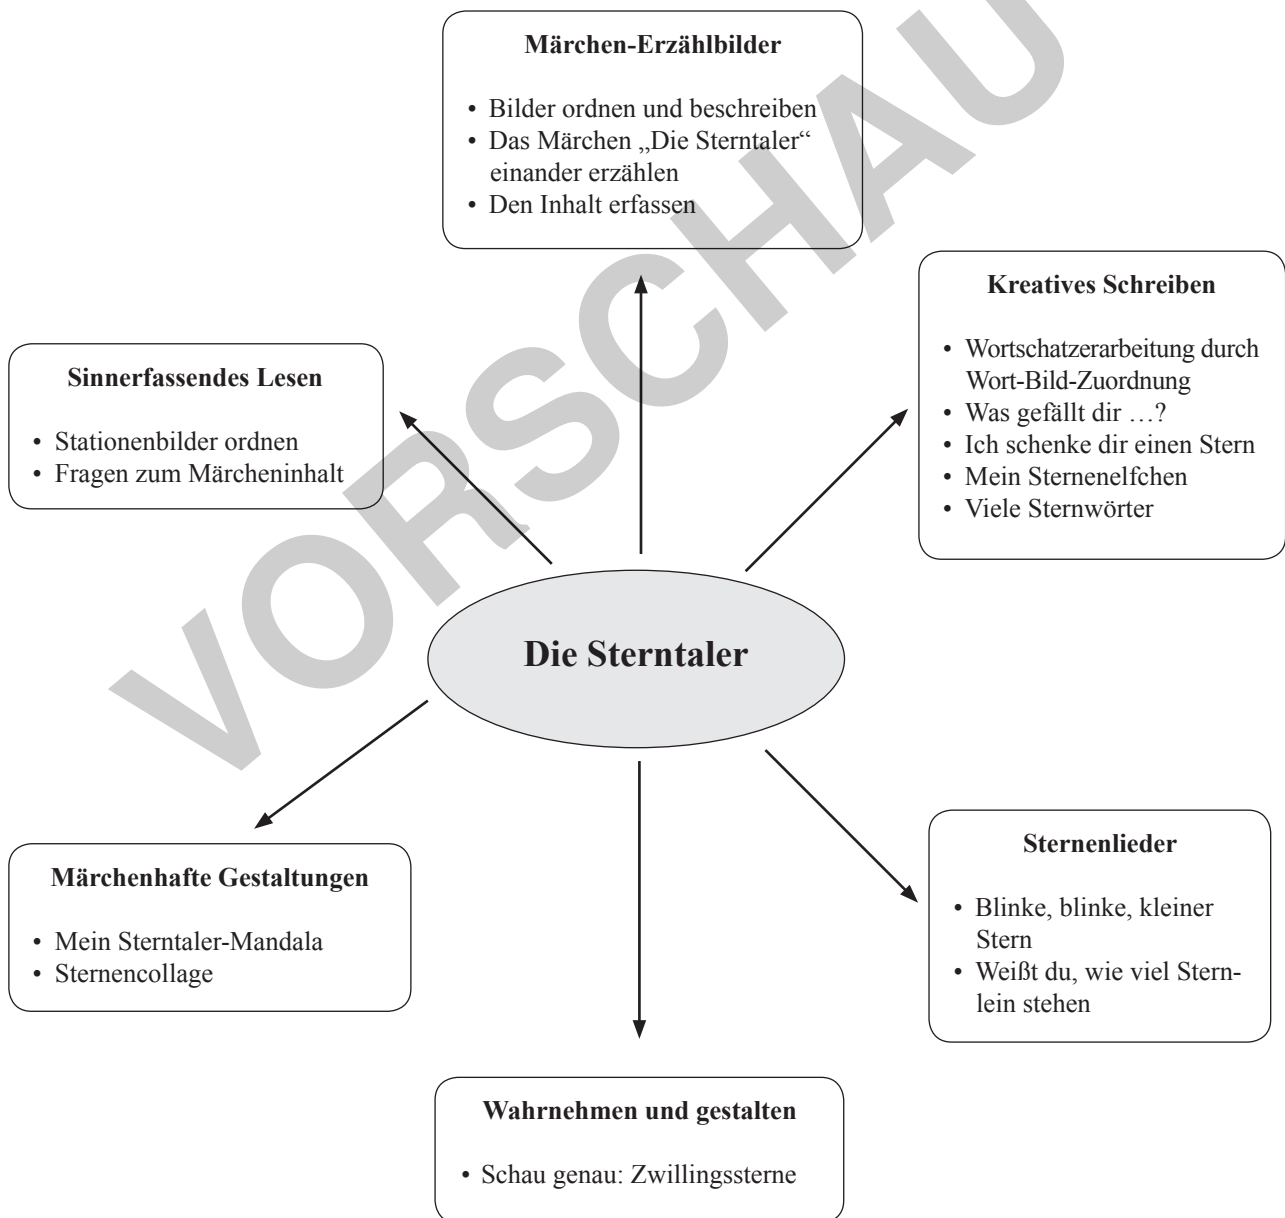 Märchen-Erzählbilder
• Bilder ordnen und beschreiben
• Das Märchen „Die Sterntaler“
einander erzählen
• Den Inhalt erfassen
Kreatives Schreiben
• Wortschatzerarbeitung durch
Wort-Bild-Zuordnung
• Was gefällt dir …?
• Ich schenke dir einen Stern
• Mein Sternenelfchen
• Viele Sternwörter
Sinnerfassendes Lesen
• Stationenbilder ordnen
• Fragen zum Märcheninhalt
Die Sterntaler
Märchenhafte Gestaltungen
• Mein Sterntaler-Mandala
• Sternencollage
Sternenlieder
• Blinke, blinke, kleiner
Stern
• Weißt du, wie viel Stern-
lein stehen
Wahrnehmen und gestalten
• Schau genau: Zwillingssterne
VORSCHAU